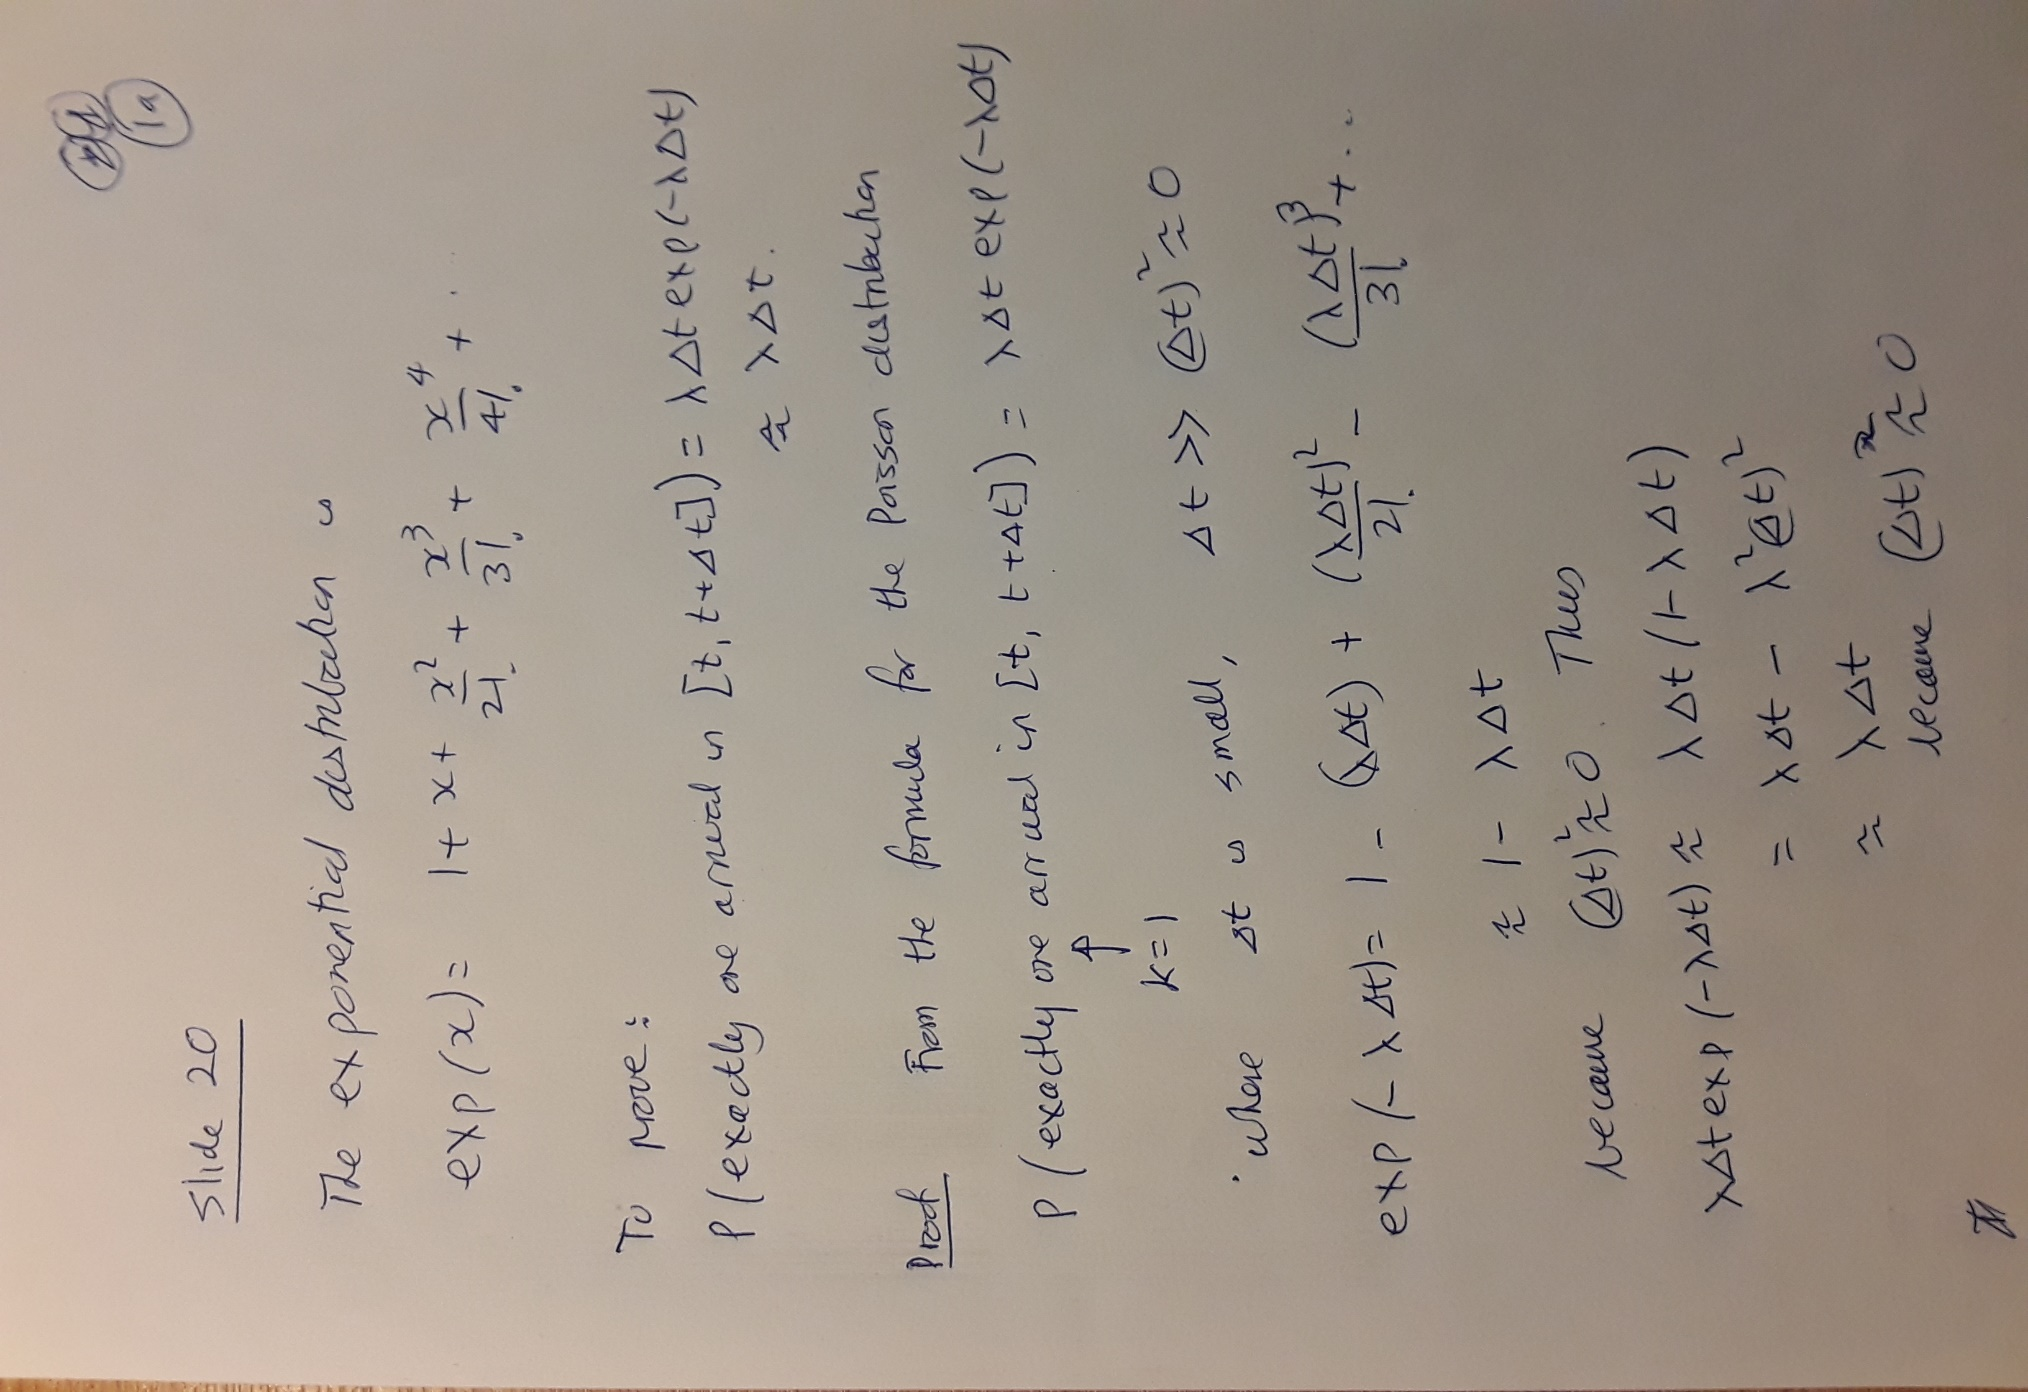 1a
Slide 20
The exponential distribution is
exp(x) = 1 + x + x²/2! + x³/3! + x⁴/4! + ...
To prove:
P(exactly one arrival in [t, t+Δt]) = λΔt exp(-λΔt)
≈ λΔt.
Proof From the formula for the Poisson distribution
P(exactly one arrival in [t, t+Δt]) = λΔt exp(-λΔt)
↑
k=1
where Δt is small, Δt >> (Δt)² ≈ 0
exp(-λΔt) = 1 - (λΔt) + (λΔt)²/2! - (λΔt)³/3! + ...
≈ 1 - λΔt
because (Δt)² ≈ 0. Thus
λΔt exp(-λΔt) ≈ λΔt(1-λΔt)
= λΔt - λ²(Δt)²
≈ λΔt
because (Δt)² ≈ 0